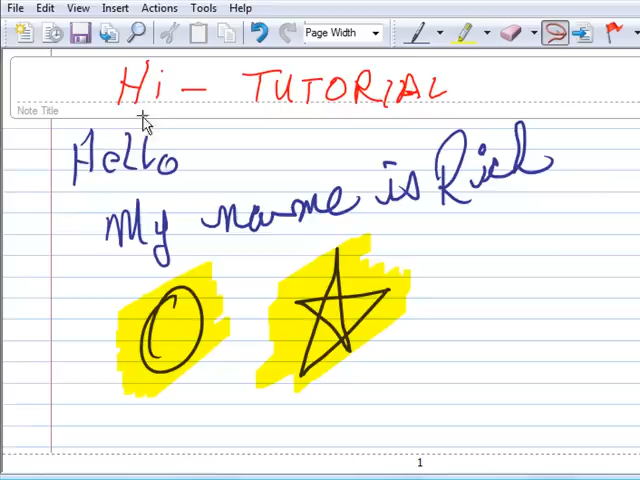 File Edit View Insert Actions Tools Help
Page Width
Hi - TUTORIAL
Note Title
Hello
My name is Rich
1